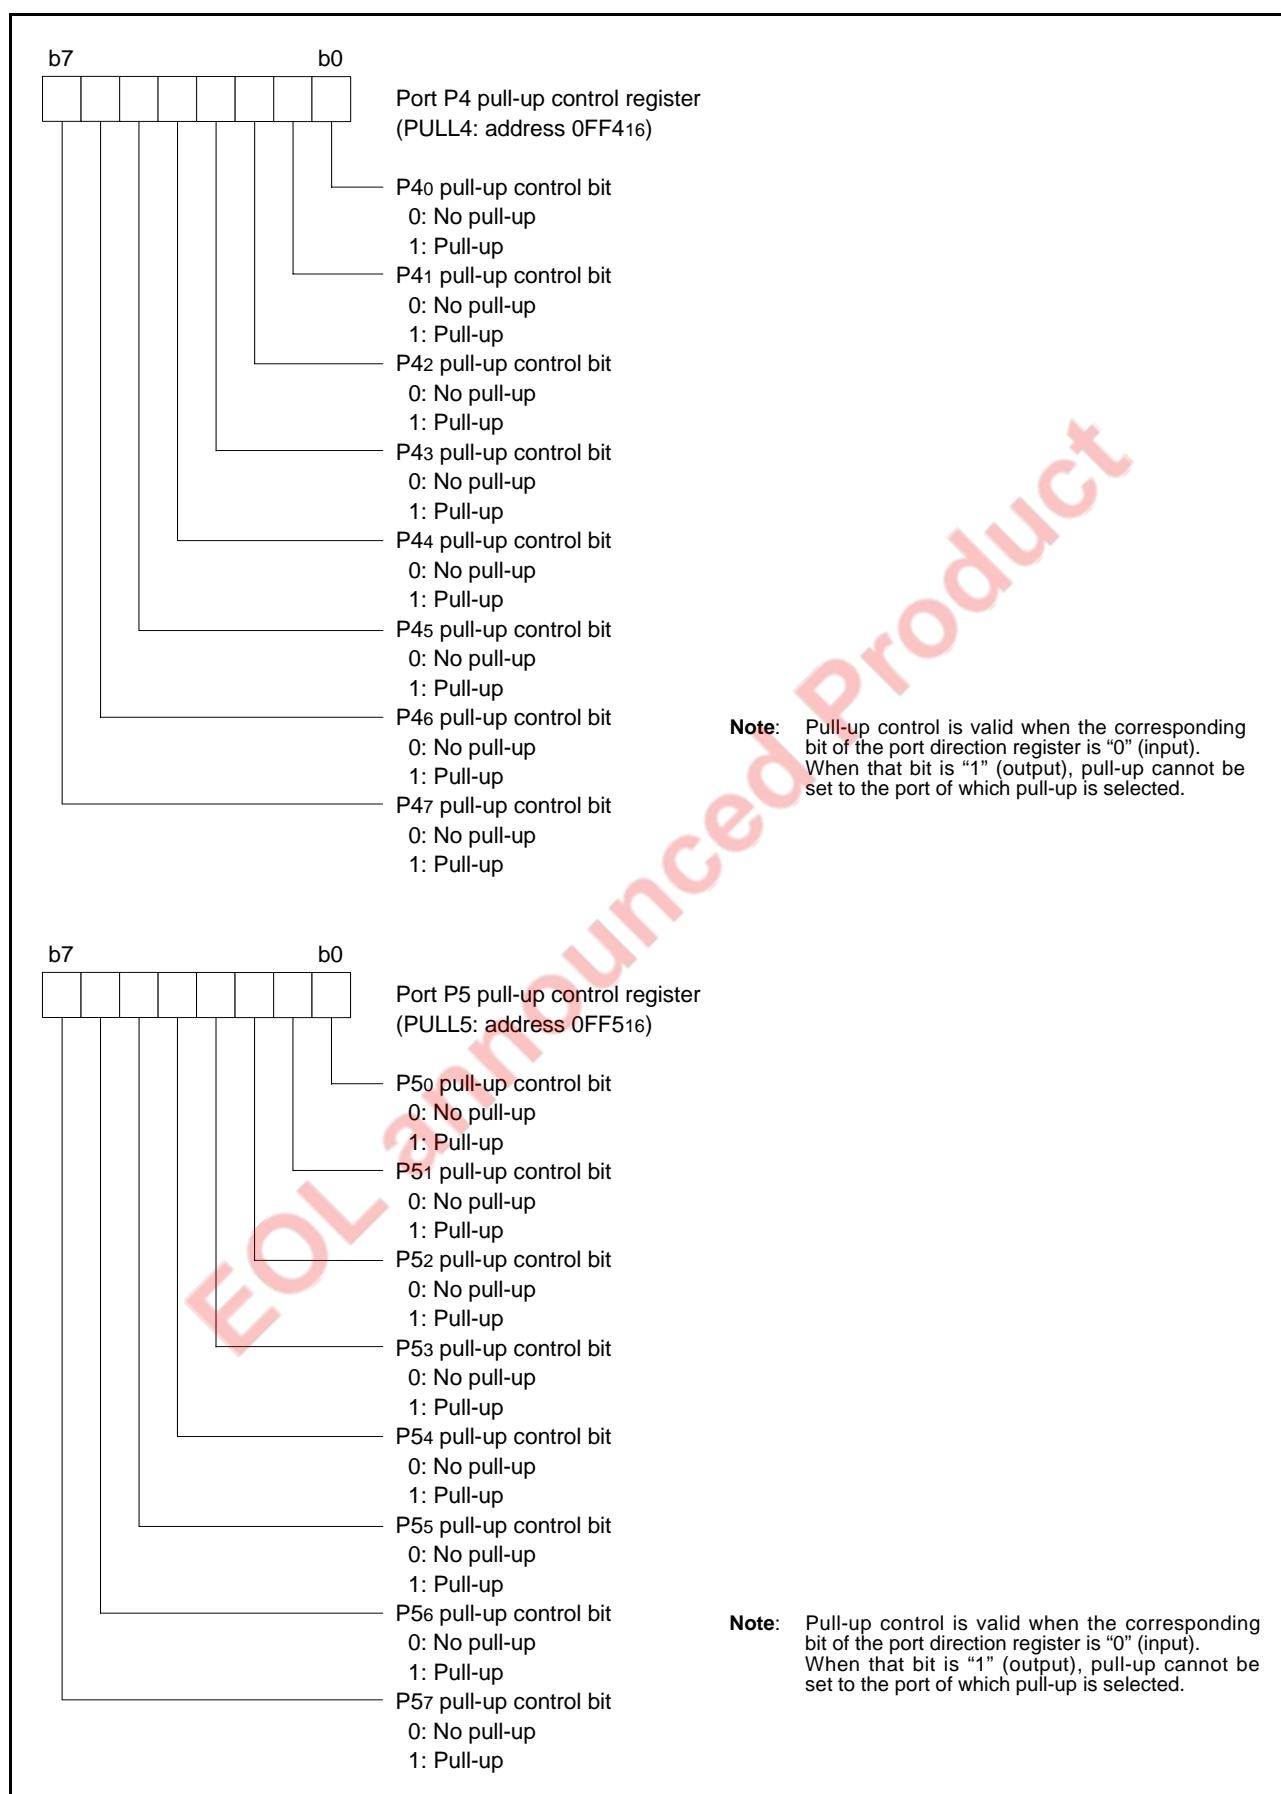 b7 b0
Port P4 pull-up control register
(PULL4: address 0FF416)
P40 pull-up control bit
0: No pull-up
1: Pull-up
P41 pull-up control bit
0: No pull-up
1: Pull-up
P42 pull-up control bit
0: No pull-up
1: Pull-up
P43 pull-up control bit
0: No pull-up
1: Pull-up
P44 pull-up control bit
0: No pull-up
1: Pull-up
P45 pull-up control bit
0: No pull-up
1: Pull-up
P46 pull-up control bit
0: No pull-up
1: Pull-up
P47 pull-up control bit
0: No pull-up
1: Pull-up
Note: Pull-up control is valid when the corresponding
bit of the port direction register is “0” (input).
When that bit is “1” (output), pull-up cannot be
set to the port of which pull-up is selected.
b7 b0
Port P5 pull-up control register
(PULL5: address 0FF516)
P50 pull-up control bit
0: No pull-up
1: Pull-up
P51 pull-up control bit
0: No pull-up
1: Pull-up
P52 pull-up control bit
0: No pull-up
1: Pull-up
P53 pull-up control bit
0: No pull-up
1: Pull-up
P54 pull-up control bit
0: No pull-up
1: Pull-up
P55 pull-up control bit
0: No pull-up
1: Pull-up
P56 pull-up control bit
0: No pull-up
1: Pull-up
P57 pull-up control bit
0: No pull-up
1: Pull-up
Note: Pull-up control is valid when the corresponding
bit of the port direction register is “0” (input).
When that bit is “1” (output), pull-up cannot be
set to the port of which pull-up is selected.
EOL announced Product